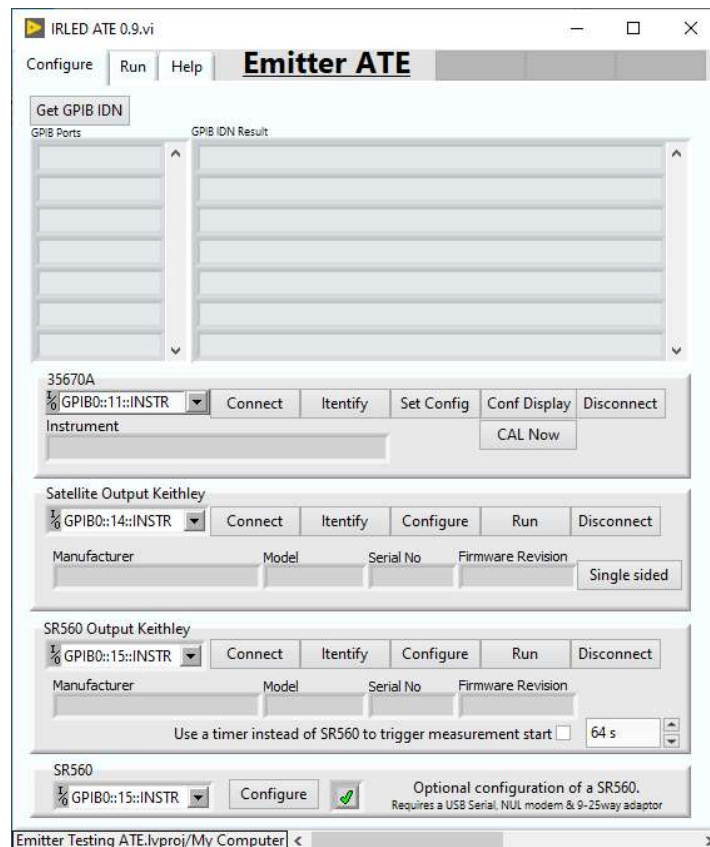 IRLED ATE 0.9.vi
Configure Run Help Emitter ATE
Get GPIB IDN
GPIB Ports GPIB IDN Result
35670A
I/O GPIB0::11::INSTR Connect Itentify Set Config Conf Display Disconnect
Instrument CAL Now
Satellite Output Keithley
I/O GPIB0::14::INSTR Connect Itentify Configure Run Disconnect
Manufacturer Model Serial No Firmware Revision
Single sided
SR560 Output Keithley
I/O GPIB0::15::INSTR Connect Itentify Configure Run Disconnect
Manufacturer Model Serial No Firmware Revision
Use a timer instead of SR560 to trigger measurement start 64 s
SR560
I/O GPIB0::15::INSTR Configure Optional configuration of a SR560.
Requires a USB Serial, NUL modem & 9-25way adaptor
Emitter Testing ATE.lvproj/My Computer